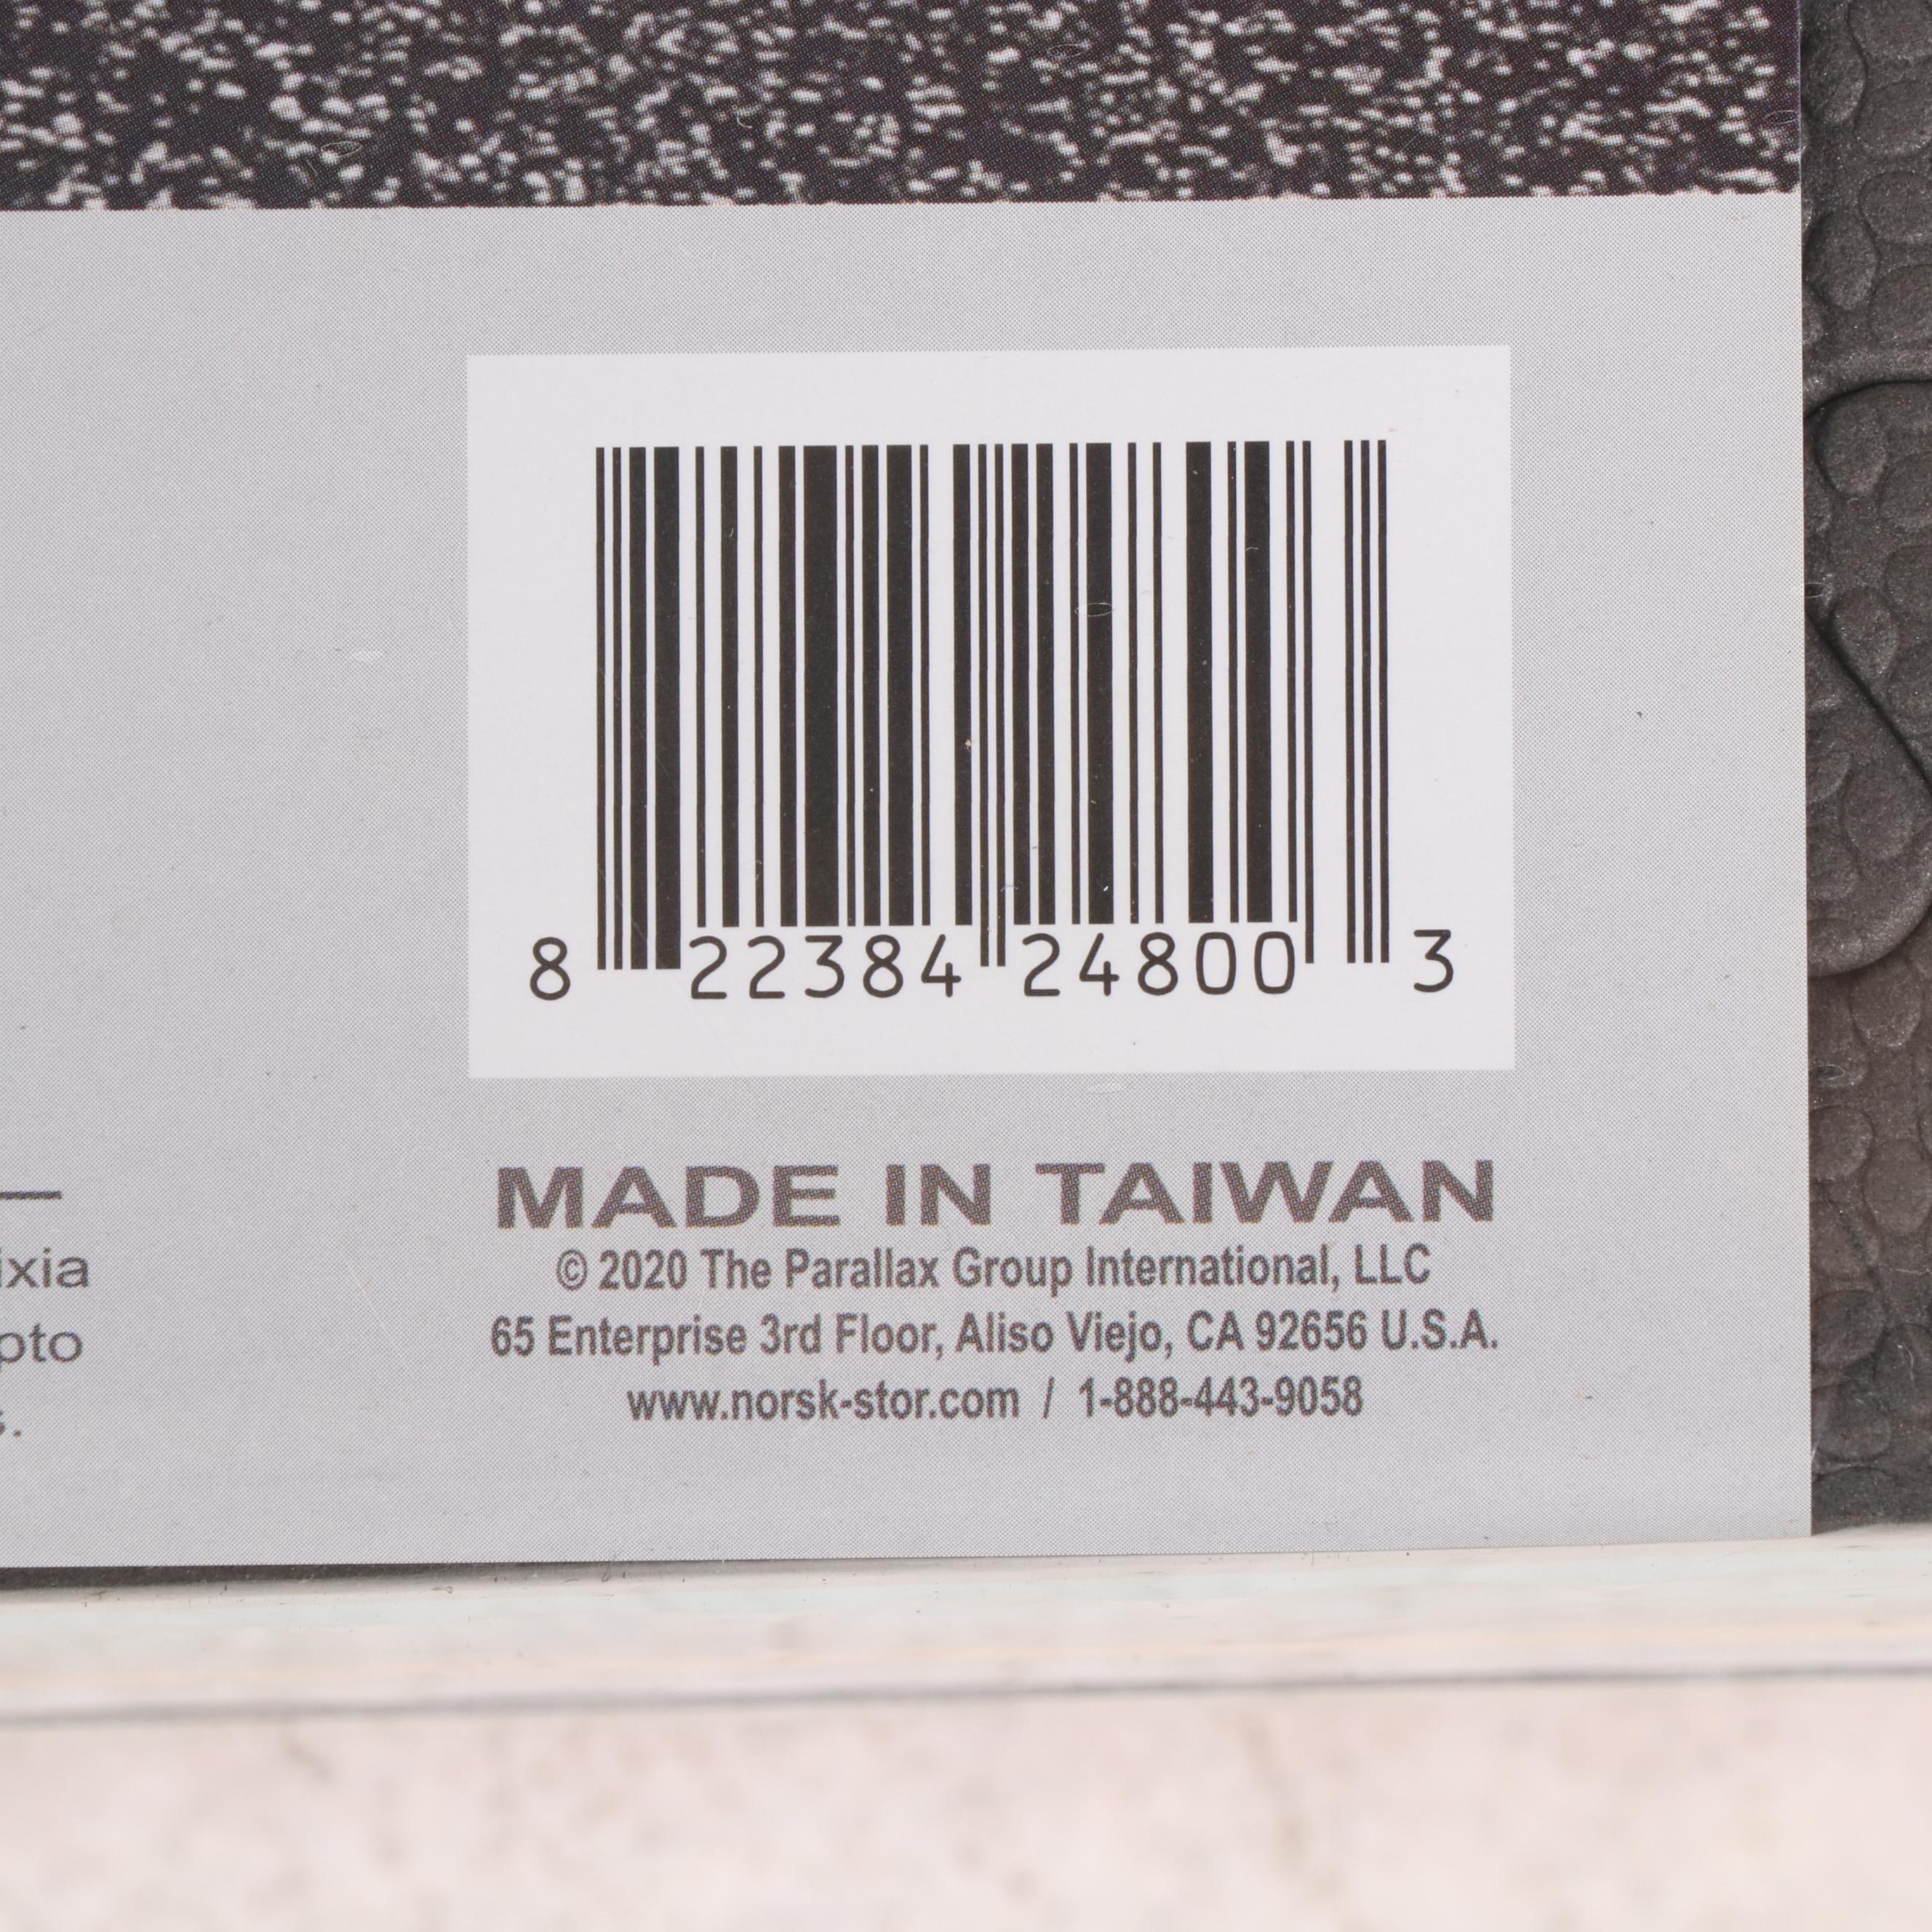 8 22384 24800 3
MADE IN TAIWAN
© 2020 The Parallax Group International, LLC
65 Enterprise 3rd Floor, Aliso Viejo, CA 92656 U.S.A.
www.norsk-stor.com / 1-888-443-9058